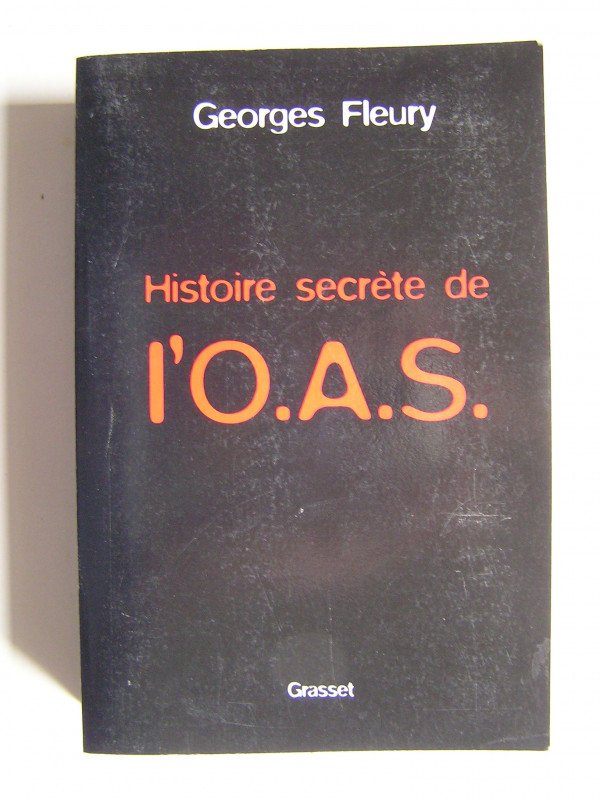 Georges Fleury
Histoire secrète de
l'O.A.S.
Grasset